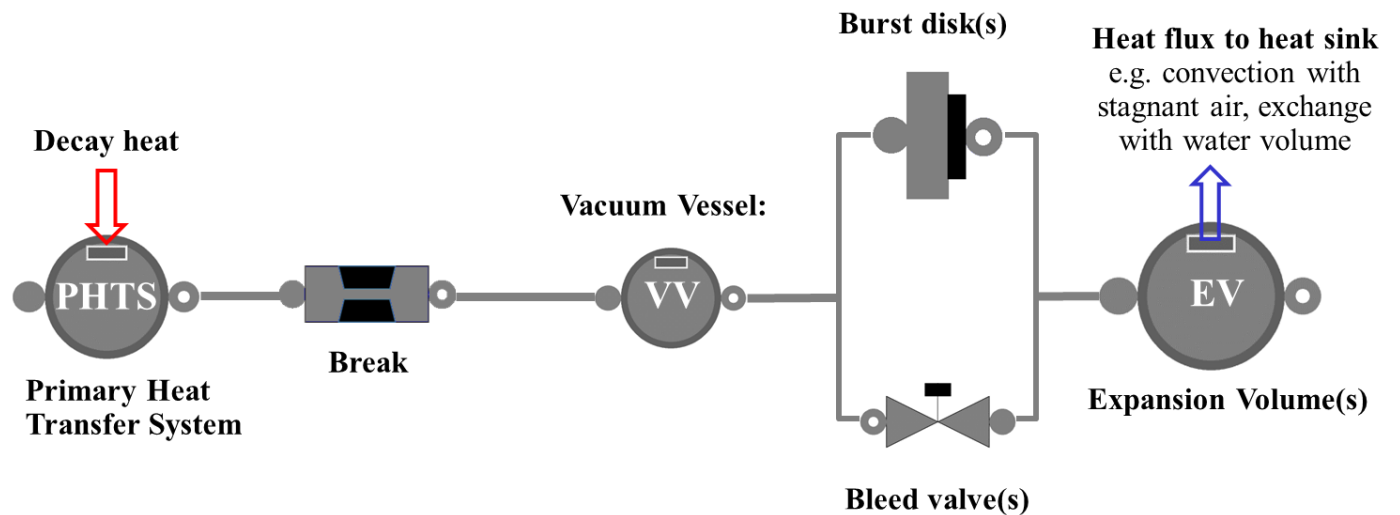 Burst disk(s)
Heat flux to heat sink
e.g. convection with
stagnant air, exchange
with water volume
Decay heat
Vacuum Vessel:
PHTS
VV
EV
Break
Primary Heat
Transfer System
Expansion Volume(s)
Bleed valve(s)